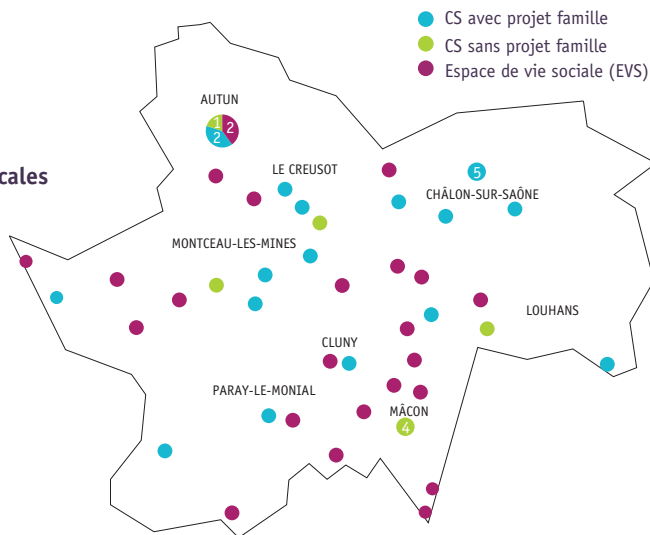 CS avec projet famille
CS sans projet famille
Espace de vie sociale (EVS)
AUTUN
1
2
2
cales
LE CREUSOT
5
CHÂLON-SUR-SAÔNE
MONTCEAU-LES-MINES
LOUHANS
CLUNY
PARAY-LE-MONIAL
MÂCON
4